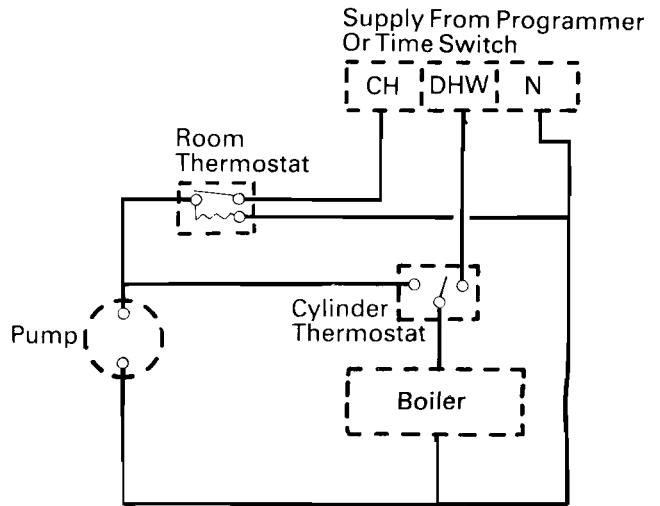 Supply From Programmer
Or Time Switch
CH DHW N
Room
Thermostat
Cylinder
Thermostat
Pump
Boiler